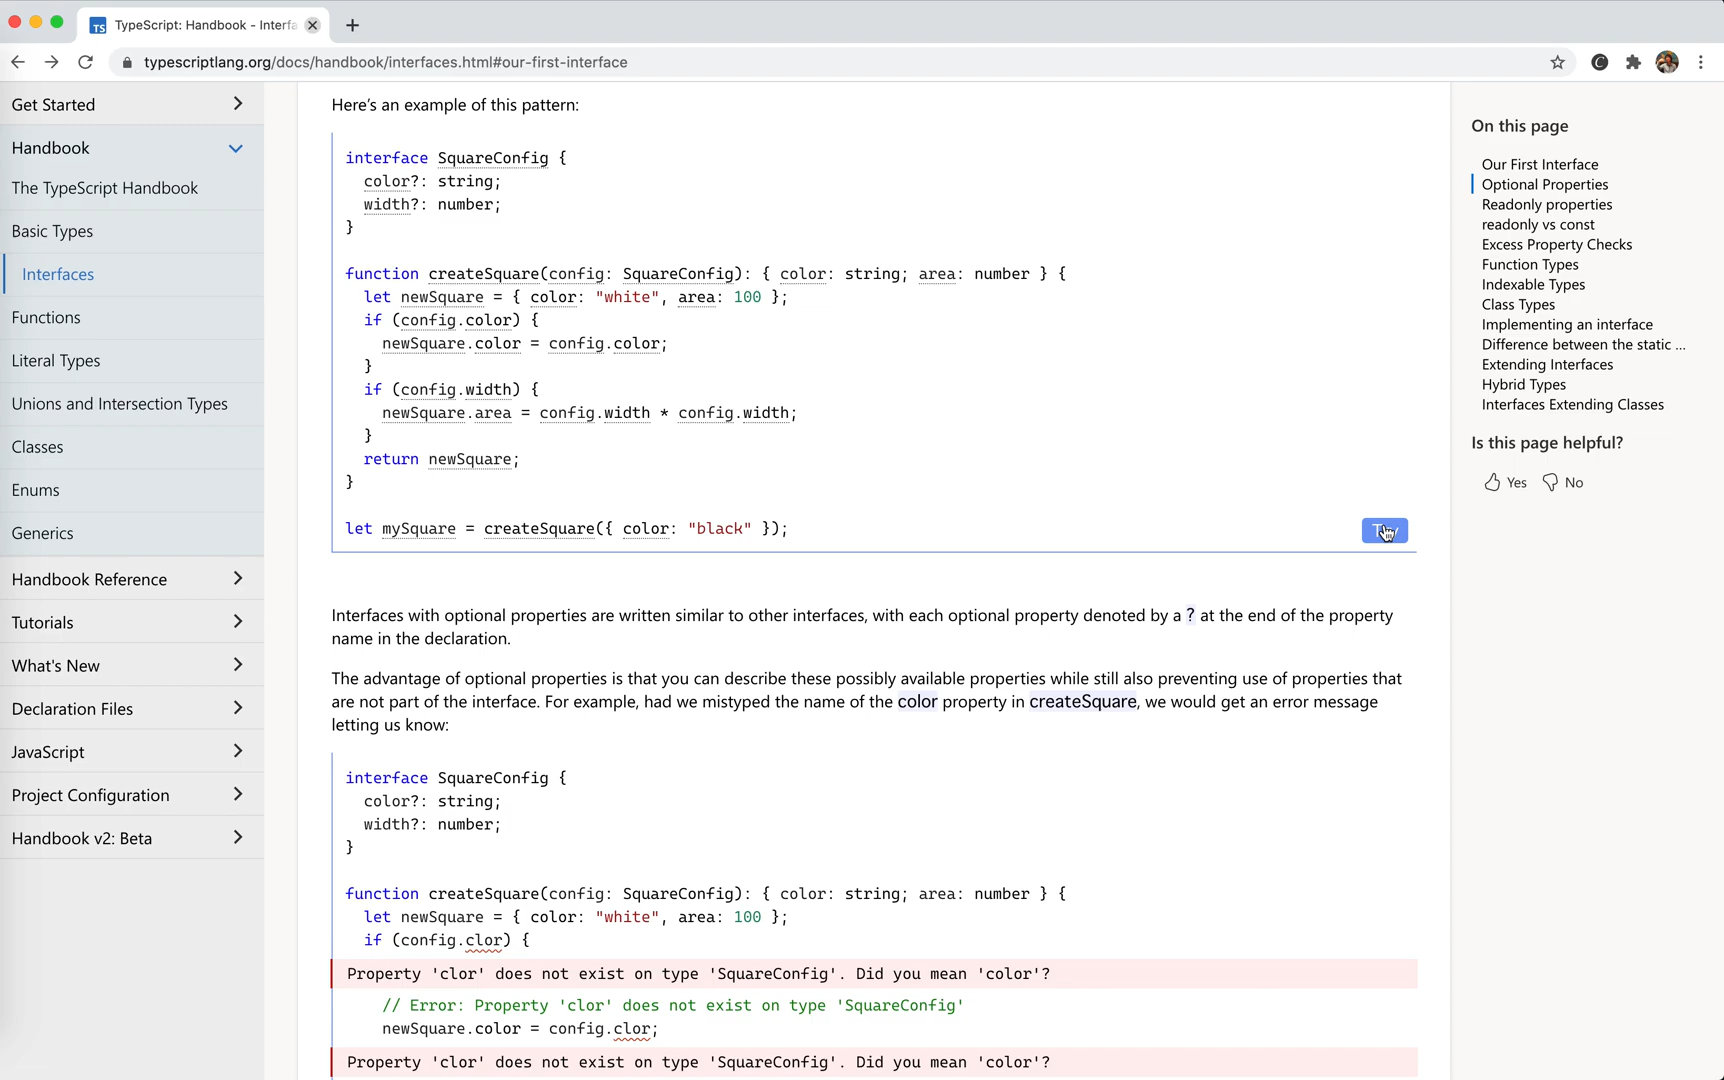 TypeScript: Handbook - Interfa
typescriptlang.org/docs/handbook/interfaces.html#our-first-interface
Get Started
Handbook
The TypeScript Handbook
Basic Types
Interfaces
Functions
Literal Types
Unions and Intersection Types
Classes
Enums
Generics
Handbook Reference
Tutorials
What's New
Declaration Files
JavaScript
Project Configuration
Handbook v2: Beta
Here's an example of this pattern:
interface SquareConfig {
  color?: string;
  width?: number;
}
function createSquare(config: SquareConfig): { color: string; area: number } {
  let newSquare = { color: "white", area: 100 };
  if (config.color) {
    newSquare.color = config.color;
  }
  if (config.width) {
    newSquare.area = config.width * config.width;
  }
  return newSquare;
}
let mySquare = createSquare({ color: "black" });
Interfaces with optional properties are written similar to other interfaces, with each optional property denoted by a ? at the end of the property
name in the declaration.
The advantage of optional properties is that you can describe these possibly available properties while still also preventing use of properties that
are not part of the interface. For example, had we mistyped the name of the color property in createSquare, we would get an error message
letting us know:
interface SquareConfig {
  color?: string;
  width?: number;
}
function createSquare(config: SquareConfig): { color: string; area: number } {
  let newSquare = { color: "white", area: 100 };
  if (config.clor) {
Property 'clor' does not exist on type 'SquareConfig'. Did you mean 'color'?
    // Error: Property 'clor' does not exist on type 'SquareConfig'
    newSquare.color = config.clor;
Property 'clor' does not exist on type 'SquareConfig'. Did you mean 'color'?
On this page
Our First Interface
Optional Properties
Readonly properties
readonly vs const
Excess Property Checks
Function Types
Indexable Types
Class Types
Implementing an interface
Difference between the static ...
Extending Interfaces
Hybrid Types
Interfaces Extending Classes
Is this page helpful?
Yes No